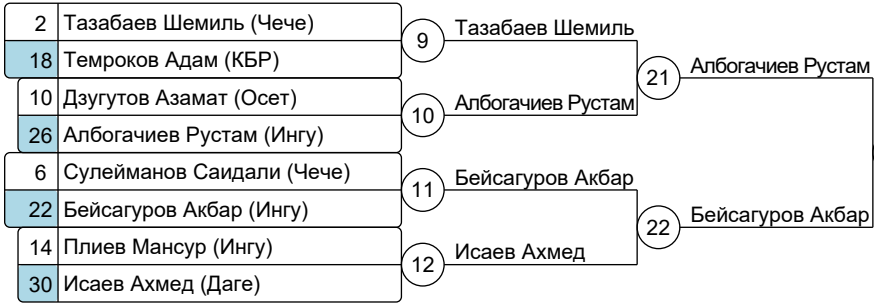 2 Тазабаев Шемиль (Чече)
18 Темроков Адам (КБР)
10 Дзугутов Азамат (Осет)
26 Албогачиев Рустам (Ингу)
6 Сулейманов Саидали (Чече)
22 Бейсагуров Акбар (Ингу)
14 Плиев Мансур (Ингу)
30 Исаев Ахмед (Даге)
9 Тазабаев Шемиль
10 Албогачиев Рустам
11 Бейсагуров Акбар
12 Исаев Ахмед
21 Албогачиев Рустам
22 Бейсагуров Акбар